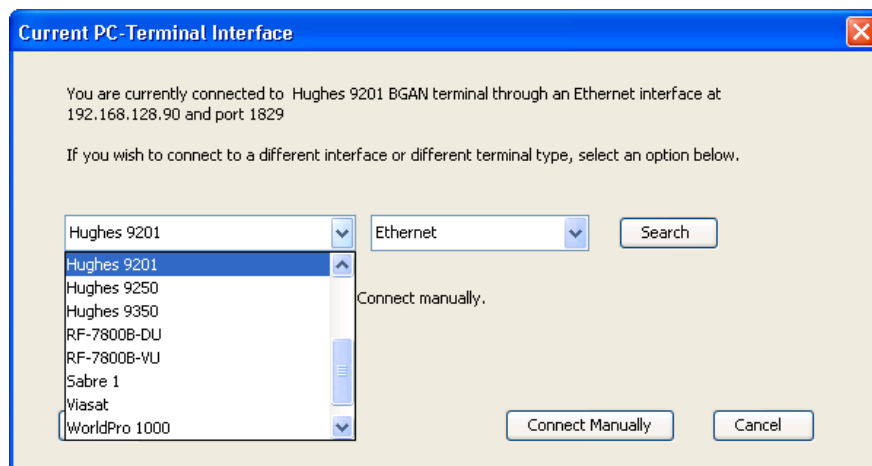 Current PC-Terminal Interface
You are currently connected to Hughes 9201 BGAN terminal through an Ethernet interface at
192.168.128.90 and port 1829
If you wish to connect to a different interface or different terminal type, select an option below.
Hughes 9201 Ethernet Search
Hughes 9201
Hughes 9250
Hughes 9350
Connect manually.
RF-7800B-DU
RF-7800B-VU
Sabre 1
Viasat
WorldPro 1000
Connect Manually Cancel